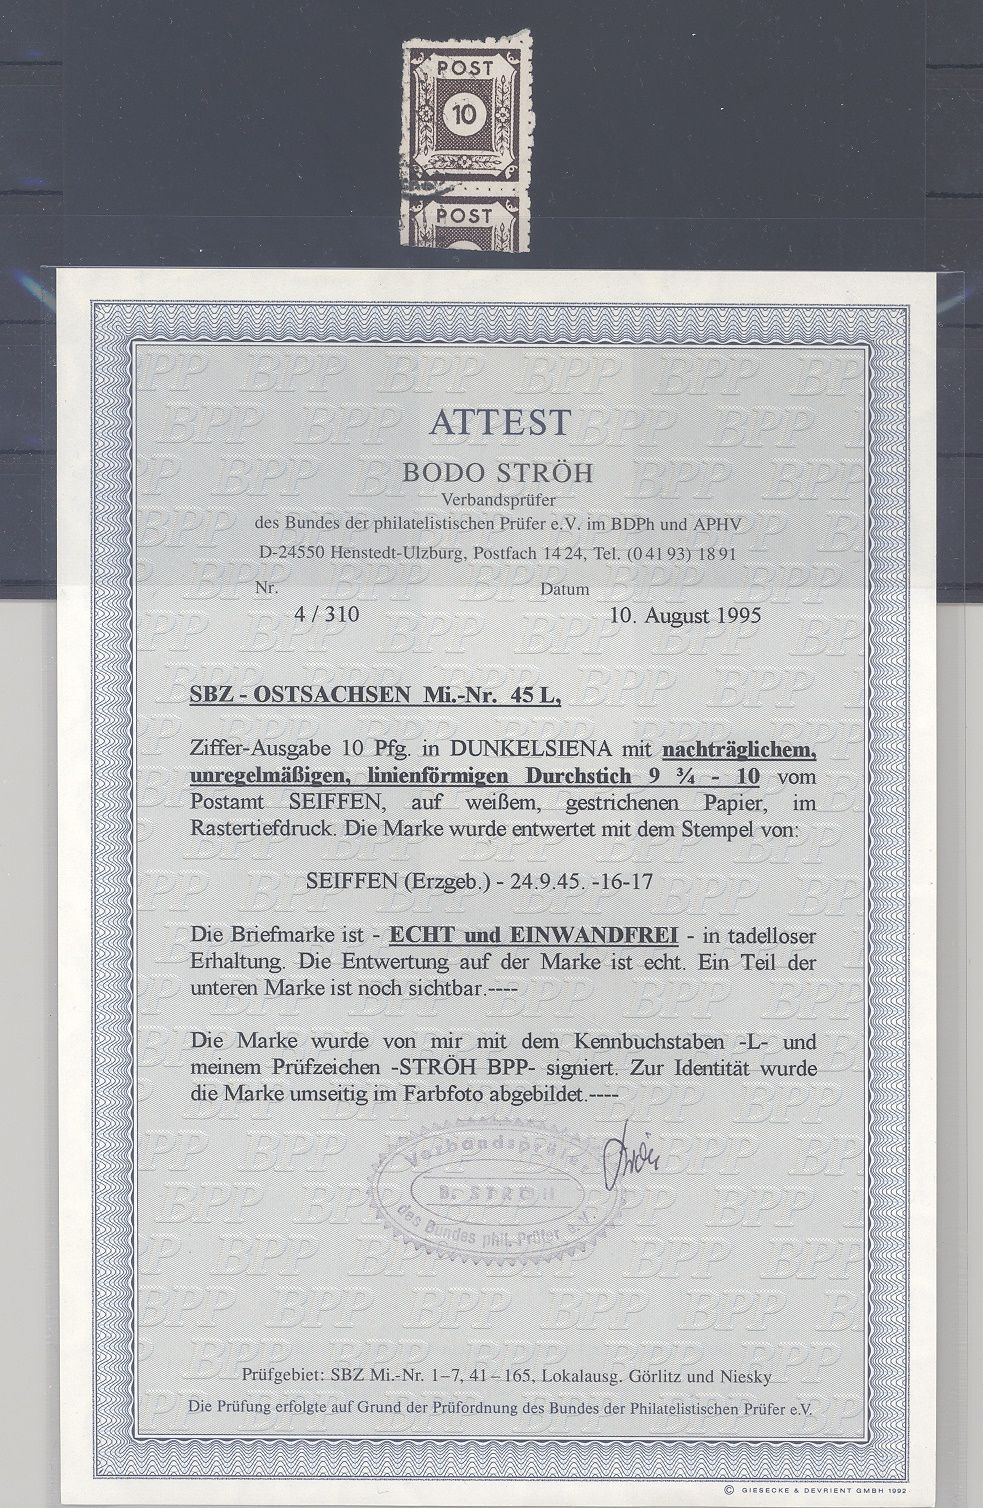 POST
10
POST
ATTEST
BODO STRÖH
Verbandsprüfer
des Bundes der philatelistischen Prüfer e.V. im BDPh und APHV
D-24550 Henstedt-Ulzburg, Postfach 14 24, Tel. (0 41 93) 18 91
Nr. Datum
4 / 310 10. August 1995
SBZ - OSTSACHSEN Mi.-Nr. 45 L,
Ziffer-Ausgabe 10 Pfg. in DUNKELSIENA mit nachträglichem,
unregelmäßigen, linienförmigen Durchstich 9 ¾ - 10 vom
Postamt SEIFFEN, auf weißem, gestrichenen Papier, im
Rastertiefdruck. Die Marke wurde entwertet mit dem Stempel von:
SEIFFEN (Erzgeb.) - 24.9.45. -16-17
Die Briefmarke ist - ECHT und EINWANDFREI - in tadelloser
Erhaltung. Die Entwertung auf der Marke ist echt. Ein Teil der
unteren Marke ist noch sichtbar.----
Die Marke wurde von mir mit dem Kennbuchstaben -L- und
meinem Prüfzeichen -STRÖH BPP- signiert. Zur Identität wurde
die Marke umseitig im Farbfoto abgebildet.----
Verbandsprüfer
B. STRÖH
des Bundes phil. Prüfer e.V.
Prüfgebiet: SBZ Mi.-Nr. 1–7, 41–165, Lokalausg. Görlitz und Niesky
Die Prüfung erfolgte auf Grund der Prüfordnung des Bundes der Philatelistischen Prüfer e.V.
© GIESECKE & DEVRIENT GMBH 1992